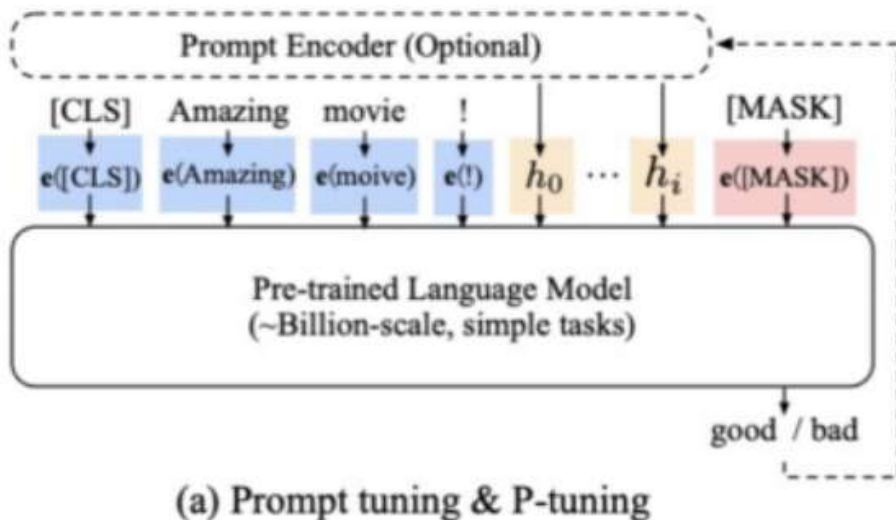 Prompt Encoder (Optional)
[CLS] Amazing movie ! [MASK]
e([CLS]) e(Amazing) e(moive) e(!) h₀ ⋯ hᵢ e([MASK])
Pre-trained Language Model
(~Billion-scale, simple tasks)
good / bad
(a) Prompt tuning & P-tuning